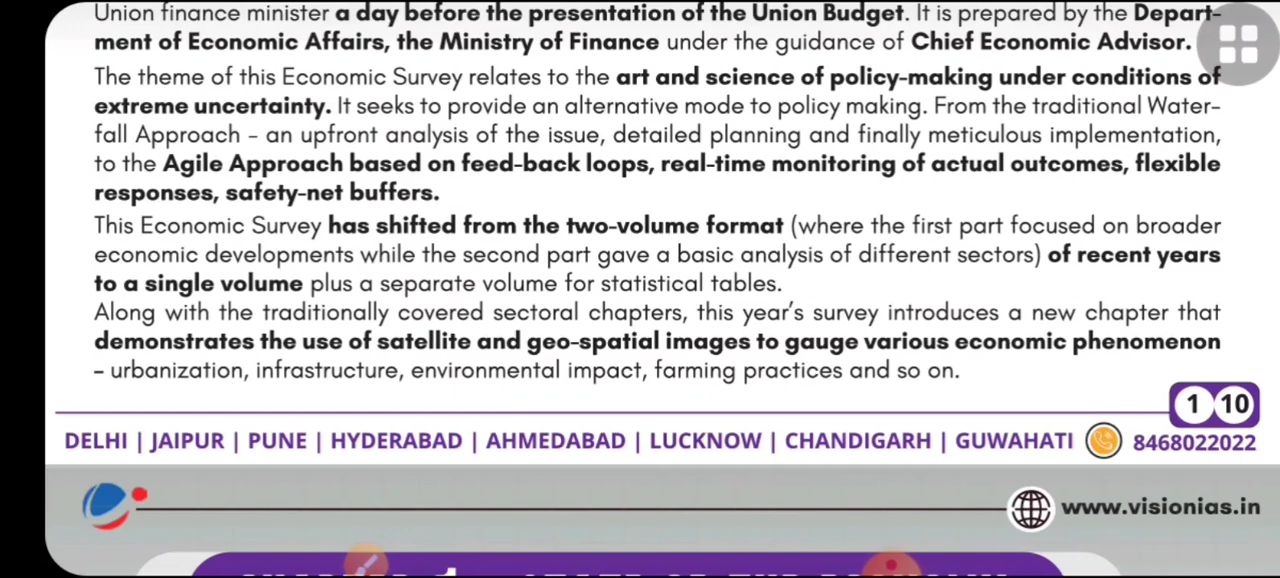 Union finance minister a day before the presentation of the Union Budget. It is prepared by the Depart-
ment of Economic Affairs, the Ministry of Finance under the guidance of Chief Economic Advisor.
The theme of this Economic Survey relates to the art and science of policy-making under conditions of
extreme uncertainty. It seeks to provide an alternative mode to policy making. From the traditional Water-
fall Approach - an upfront analysis of the issue, detailed planning and finally meticulous implementation,
to the Agile Approach based on feed-back loops, real-time monitoring of actual outcomes, flexible
responses, safety-net buffers.
This Economic Survey has shifted from the two-volume format (where the first part focused on broader
economic developments while the second part gave a basic analysis of different sectors) of recent years
to a single volume plus a separate volume for statistical tables.
Along with the traditionally covered sectoral chapters, this year's survey introduces a new chapter that
demonstrates the use of satellite and geo-spatial images to gauge various economic phenomenon
- urbanization, infrastructure, environmental impact, farming practices and so on.
1 10
DELHI | JAIPUR | PUNE | HYDERABAD | AHMEDABAD | LUCKNOW | CHANDIGARH | GUWAHATI 8468022022
www.visionias.in